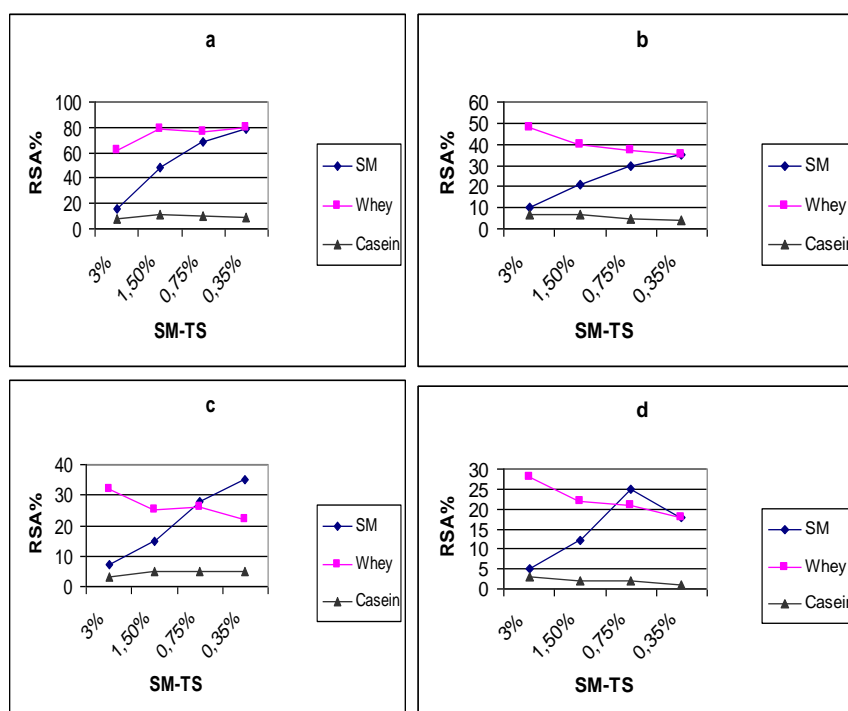 a
RSA%
100
80
60
40
20
0
3%
1,50%
0,75%
0,35%
SM-TS
SM
Whey
Casein
b
RSA%
60
50
40
30
20
10
0
3%
1,50%
0,75%
0,35%
SM-TS
SM
Whey
Casein
c
RSA%
40
30
20
10
0
3%
1,50%
0,75%
0,35%
SM-TS
SM
Whey
Casein
d
RSA%
30
25
20
15
10
5
0
3%
1,50%
0,75%
0,35%
SM-TS
SM
Whey
Casein